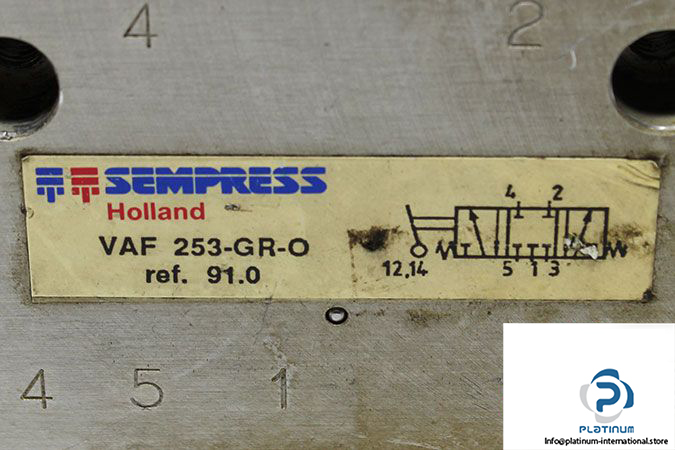 4 2
SEMPRESS
Holland
VAF 253-GR-O
ref. 91.0
4 2
12,14
5 1 3
4 5 1
PLATINUM
Info@platinum-international.store